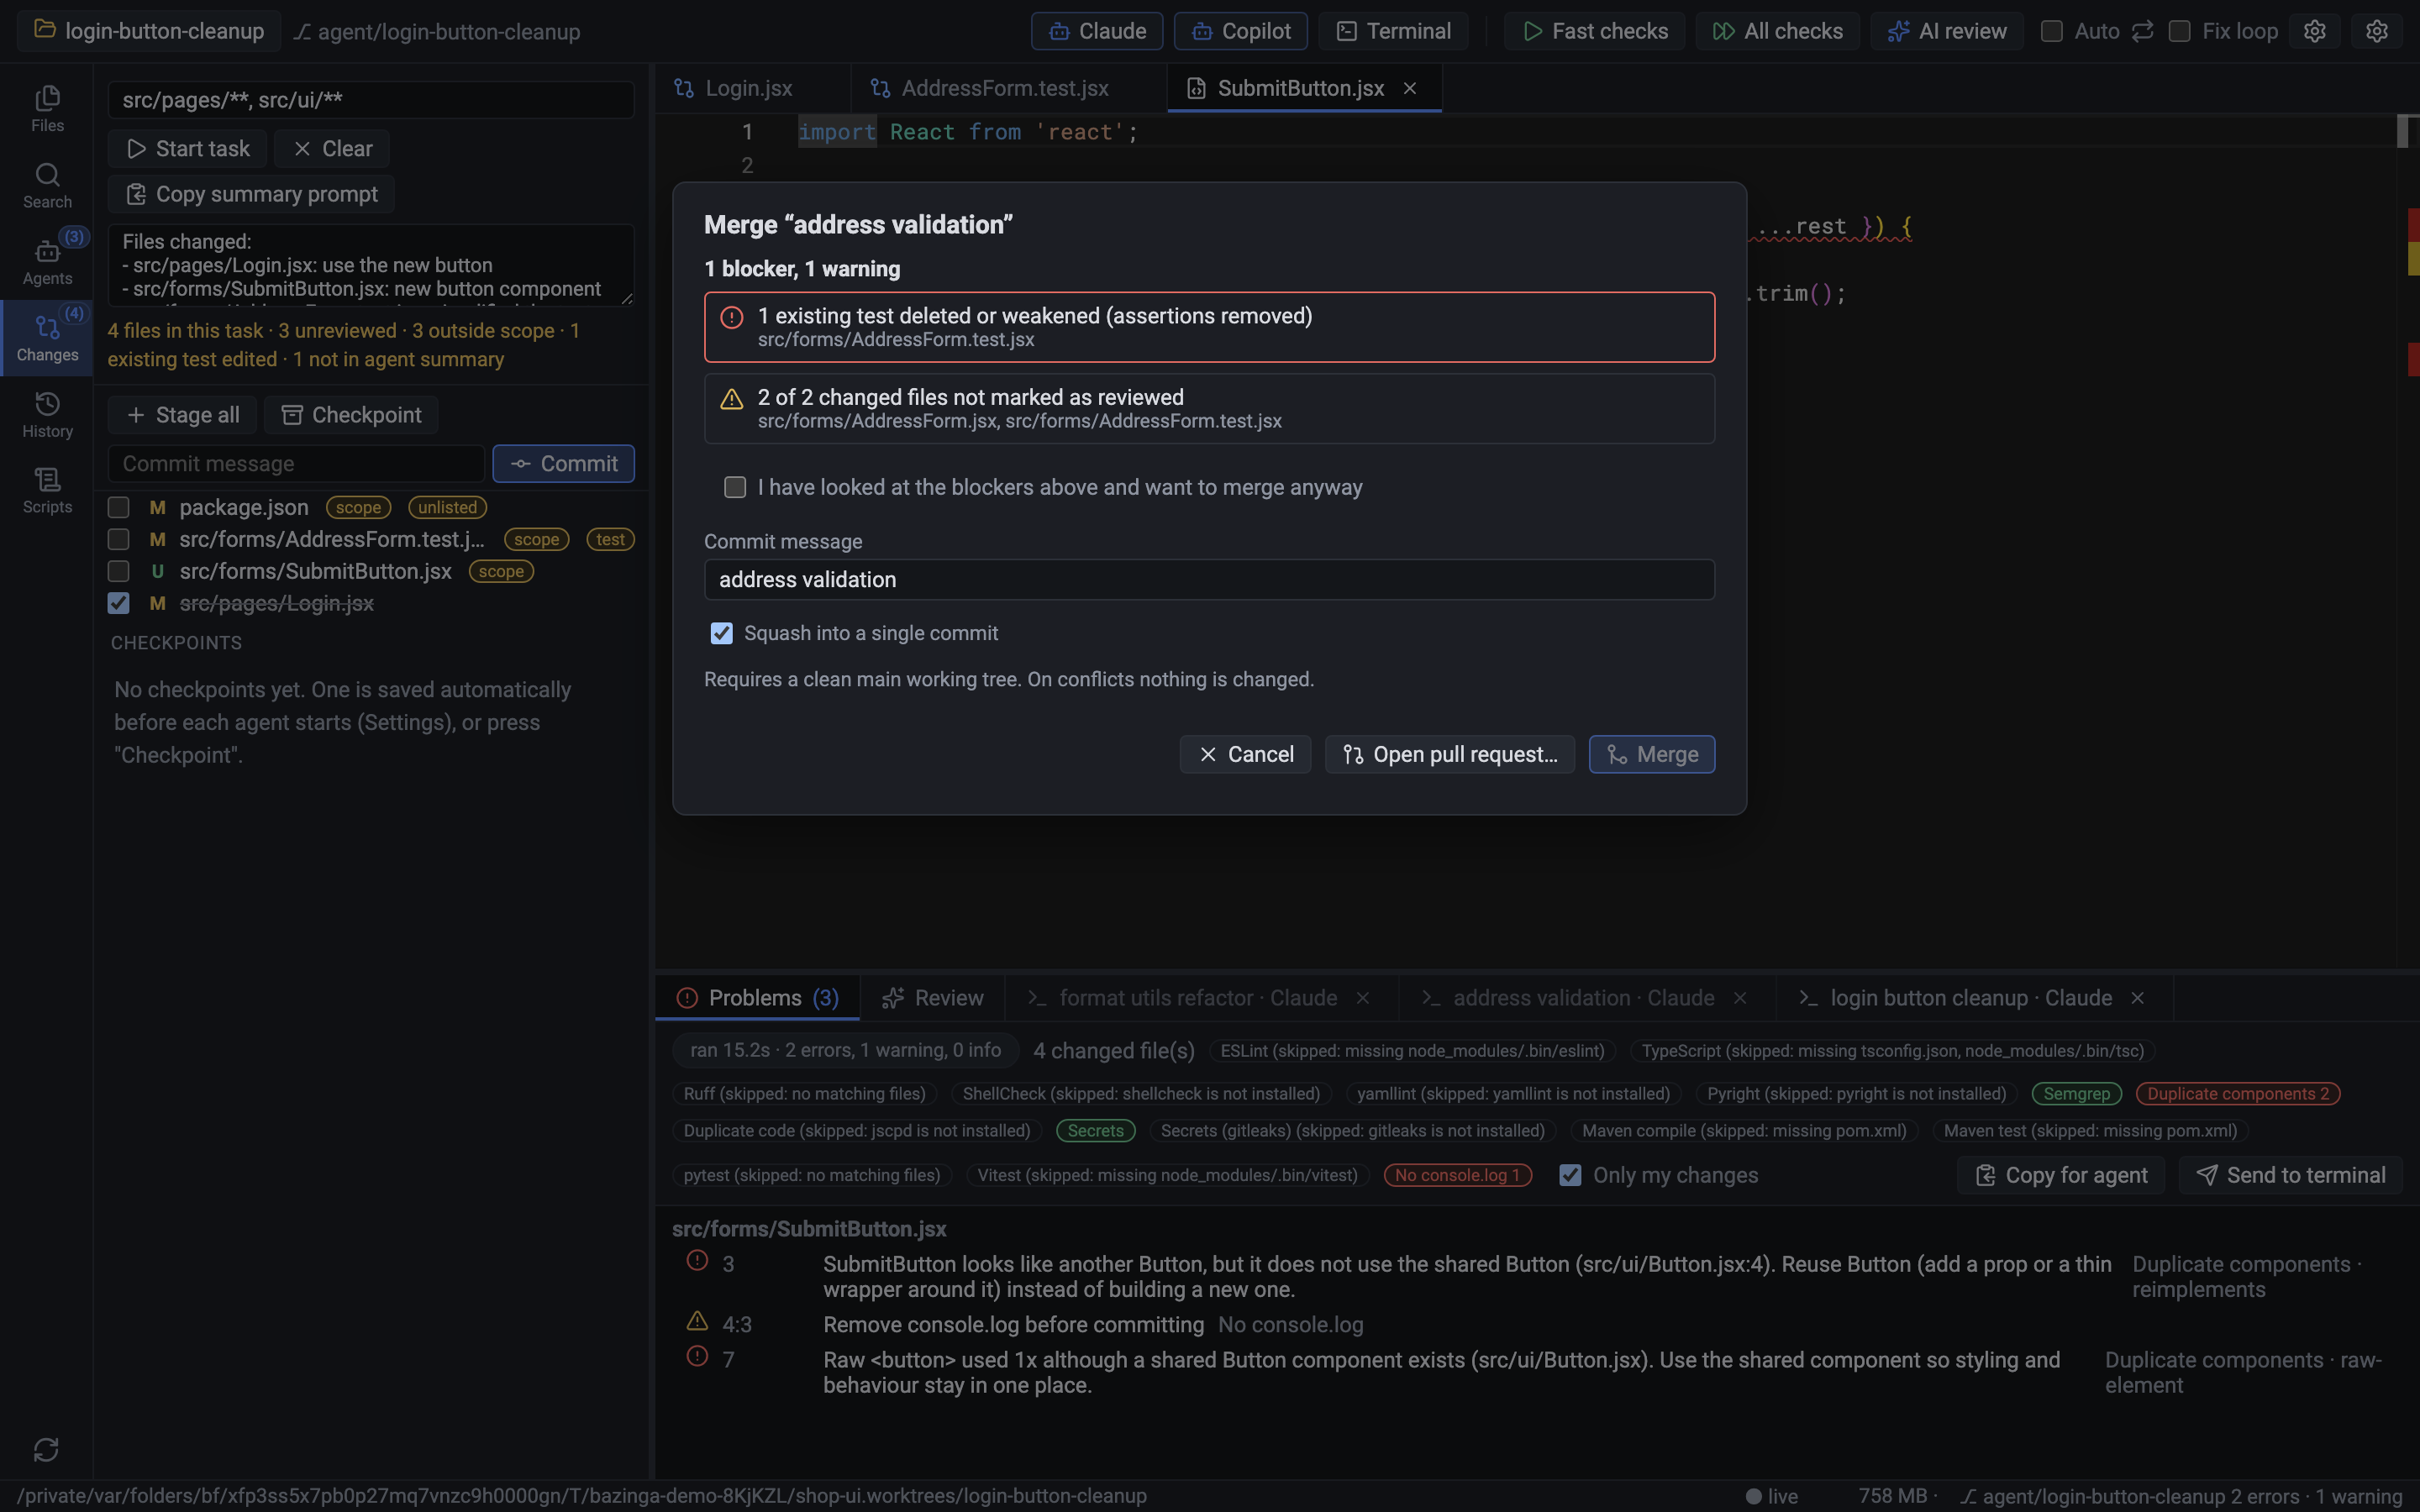 login-button-cleanup
agent/login-button-cleanup
Claude
Copilot
Terminal
Fast checks
All checks
AI review
Auto
Fix loop
Files
Search
(3)
Agents
(4)
Changes
History
Scripts
src/pages/**, src/ui/**
Start task
Clear
Copy summary prompt
Files changed:
- src/pages/Login.jsx: use the new button
- src/forms/SubmitButton.jsx: new button component
4 files in this task · 3 unreviewed · 3 outside scope · 1
existing test edited · 1 not in agent summary
Stage all
Checkpoint
Commit message
Commit
M package.json scope unlisted
M src/forms/AddressForm.test.j... scope test
U src/forms/SubmitButton.jsx scope
M src/pages/Login.jsx
CHECKPOINTS
No checkpoints yet. One is saved automatically
before each agent starts (Settings), or press
"Checkpoint".
Login.jsx
AddressForm.test.jsx
SubmitButton.jsx
1 import React from 'react';
2
...rest }) {
.trim();
Merge “address validation”
1 blocker, 1 warning
1 existing test deleted or weakened (assertions removed)
src/forms/AddressForm.test.jsx
2 of 2 changed files not marked as reviewed
src/forms/AddressForm.jsx, src/forms/AddressForm.test.jsx
I have looked at the blockers above and want to merge anyway
Commit message
address validation
Squash into a single commit
Requires a clean main working tree. On conflicts nothing is changed.
Cancel
Open pull request...
Merge
Problems (3)
Review
format utils refactor · Claude
address validation · Claude
login button cleanup · Claude
ran 15.2s · 2 errors, 1 warning, 0 info
4 changed file(s)
ESLint (skipped: missing node_modules/.bin/eslint)
TypeScript (skipped: missing tsconfig.json, node_modules/.bin/tsc)
Ruff (skipped: no matching files)
ShellCheck (skipped: shellcheck is not installed)
yamllint (skipped: yamllint is not installed)
Pyright (skipped: pyright is not installed)
Semgrep
Duplicate components 2
Duplicate code (skipped: jscpd is not installed)
Secrets
Secrets (gitleaks) (skipped: gitleaks is not installed)
Maven compile (skipped: missing pom.xml)
Maven test (skipped: missing pom.xml)
pytest (skipped: no matching files)
Vitest (skipped: missing node_modules/.bin/vitest)
No console.log 1
Only my changes
Copy for agent
Send to terminal
src/forms/SubmitButton.jsx
3 SubmitButton looks like another Button, but it does not use the shared Button (src/ui/Button.jsx:4). Reuse Button (add a prop or a thin
wrapper around it) instead of building a new one.
Duplicate components ·
reimplements
4:3 Remove console.log before committing No console.log
7 Raw <button> used 1x although a shared Button component exists (src/ui/Button.jsx). Use the shared component so styling and
behaviour stay in one place.
Duplicate components · raw-
element
/private/var/folders/bf/xfp3ss5x7pb0p27mq7vnzc9h0000gn/T/bazinga-demo-8KjKZL/shop-ui.worktrees/login-button-cleanup
live
758 MB ·
agent/login-button-cleanup 2 errors · 1 warning